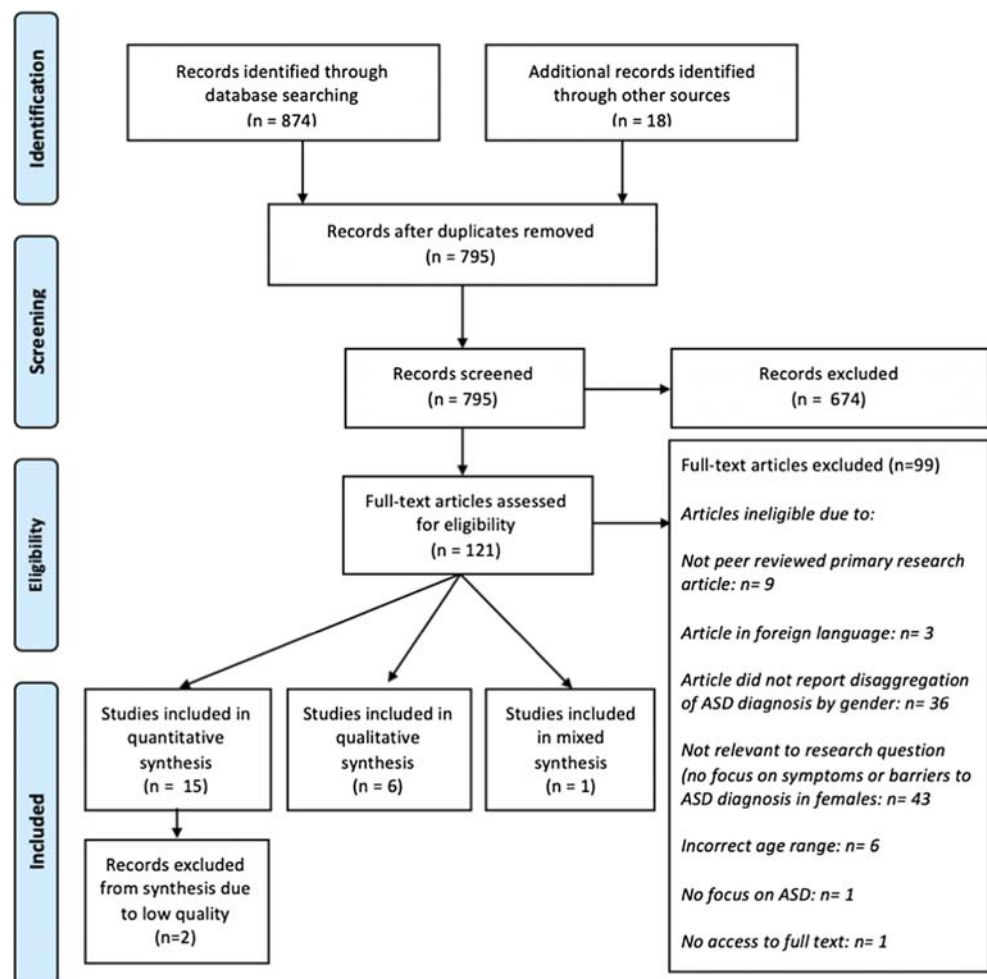 Identification
Records identified through
database searching
(n = 874)
Additional records identified
through other sources
(n = 18)
Records after duplicates removed
(n = 795)
Screening
Records screened
(n = 795)
Records excluded
(n = 674)
Eligibility
Full-text articles assessed
for eligibility
(n = 121)
Full-text articles excluded (n=99)
Articles ineligible due to:
Not peer reviewed primary research
article: n= 9
Article in foreign language: n= 3
Article did not report disaggregation
of ASD diagnosis by gender: n= 36
Not relevant to research question
(no focus on symptoms or barriers to
ASD diagnosis in females: n= 43
Incorrect age range: n= 6
No focus on ASD: n= 1
No access to full text: n= 1
Included
Studies included in
quantitative
synthesis
(n = 15)
Studies included in
qualitative
synthesis
(n = 6)
Studies included
in mixed
synthesis
(n = 1)
Records excluded
from synthesis due
to low quality
(n=2)